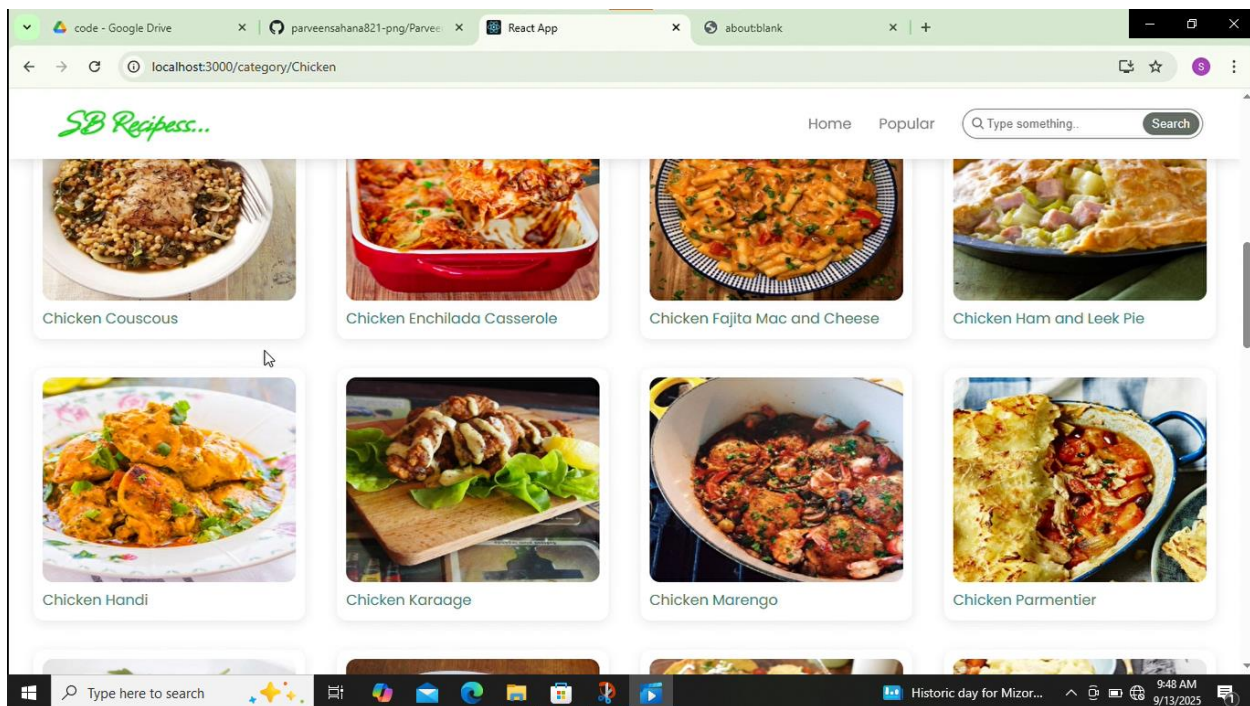 code - Google Drive
parveensahana821-png/Parvee
React App
about:blank
localhost:3000/category/Chicken
S
SB Recipess...
Home
Popular
Type something..
Search
Chicken Couscous
Chicken Enchilada Casserole
Chicken Fajita Mac and Cheese
Chicken Ham and Leek Pie
Chicken Handi
Chicken Karaage
Chicken Marengo
Chicken Parmentier
Type here to search
Historic day for Mizor...
9:48 AM
9/13/2025
1